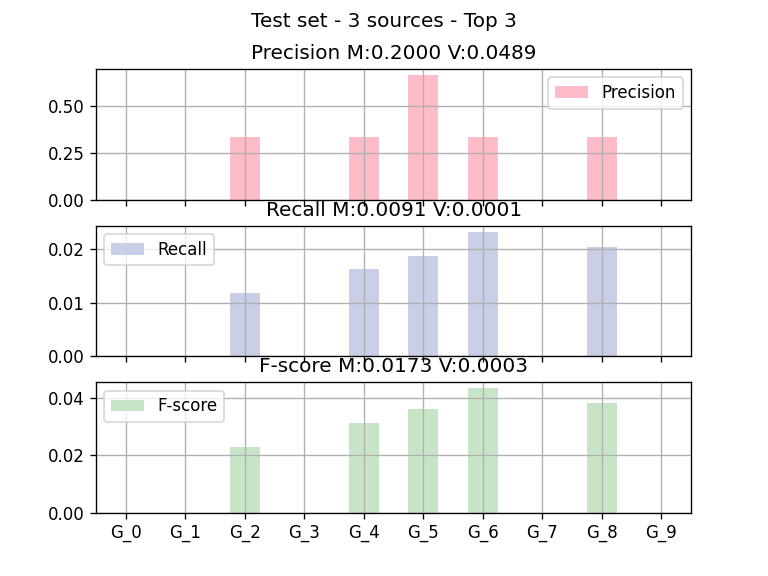 Test set - 3 sources - Top 3
Precision M:0.2000 V:0.0489
0.50
0.25
0.00
Precision
Recall M:0.0091 V:0.0001
0.02
0.01
0.00
Recall
F-score M:0.0173 V:0.0003
0.04
0.02
0.00
F-score
G_0 G_1 G_2 G_3 G_4 G_5 G_6 G_7 G_8 G_9